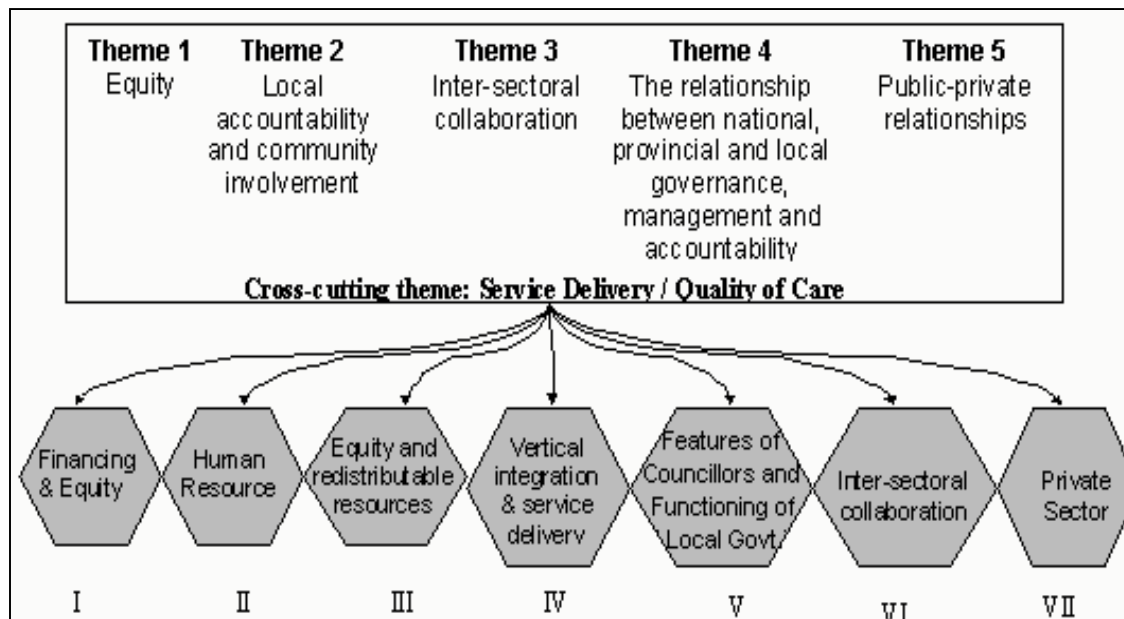 Theme 1
Equity
Theme 2
Local
accountability
and community
involvement
Theme 3
Inter-sectoral
collaboration
Theme 4
The relationship
between national,
provincial and local
governance,
management and
accountability
Theme 5
Public-private
relationships
Cross-cutting theme: Service Delivery / Quality of Care
Financing
& Equity
Human
Resource
Equity and
redistributable
resources
Vertical
integration
& service
delivery
Features of
Councillors and
Functioning of
Local Govt.'
Inter-sectoral
collaboration
Private
Sector
I
II
III
IV
V
VI
VII